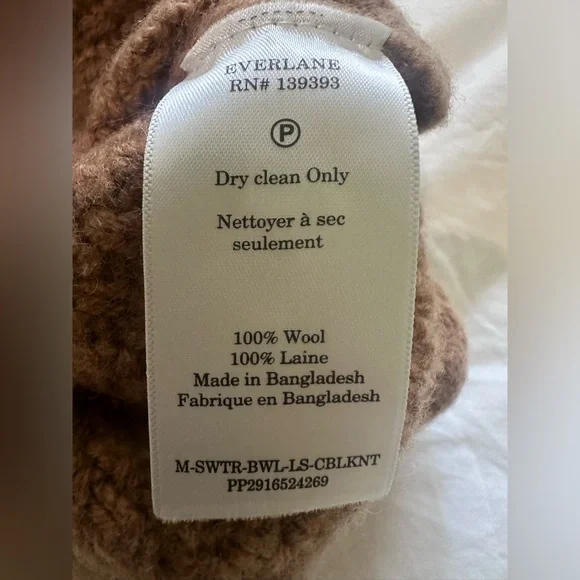 EVERLANE
RN# 139393
P
Dry clean Only
Nettoyer à sec
seulement
100% Wool
100% Laine
Made in Bangladesh
Fabrique en Bangladesh
M-SWTR-BWL-LS-CBLKNT
PP2916524269